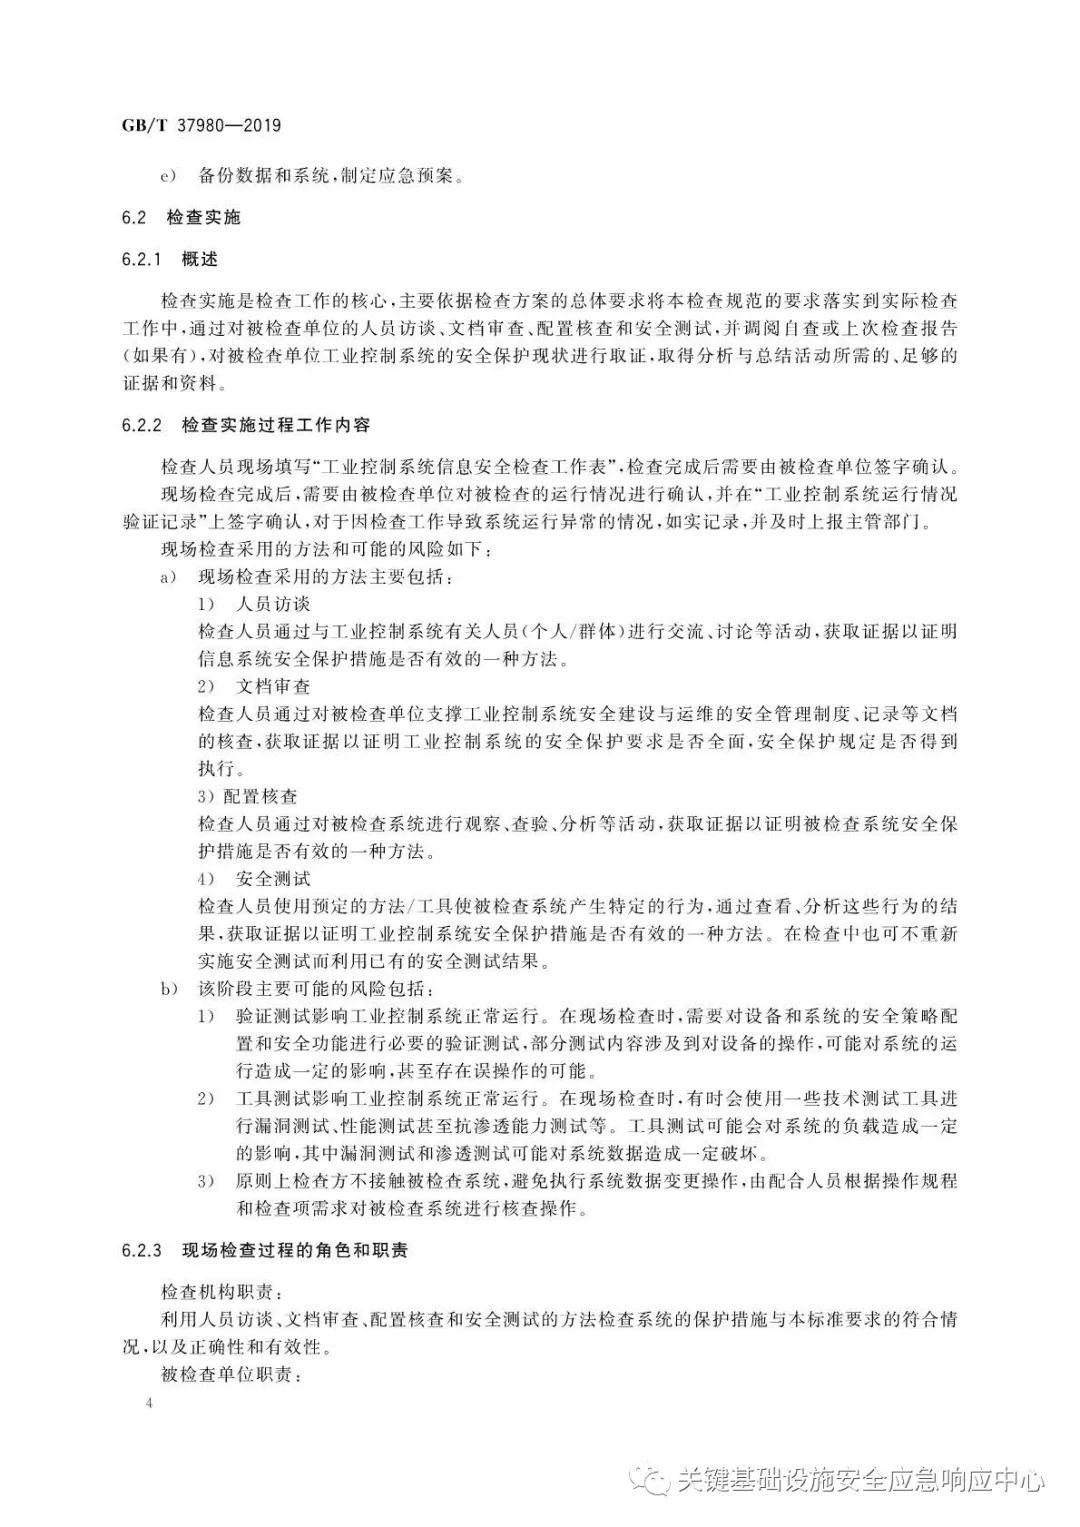 GB/T 37980—2019
e) 备份数据和系统,制定应急预案。
6.2 检查实施
6.2.1 概述
检查实施是检查工作的核心,主要依据检查方案的总体要求将本检查规范的要求落实到实际检查
工作中,通过对被检查单位的人员访谈、文档审查、配置核查和安全测试,并调阅自查或上次检查报告
(如果有),对被检查单位工业控制系统的安全保护现状进行取证,取得分析与总结活动所需的、足够的
证据和资料。
6.2.2 检查实施过程工作内容
检查人员现场填写“工业控制系统信息安全检查工作表”,检查完成后需要由被检查单位签字确认。
现场检查完成后,需要由被检查单位对被检查的运行情况进行确认,并在“工业控制系统运行情况
验证记录”上签字确认,对于因检查工作导致系统运行异常的情况,如实记录,并及时上报主管部门。
现场检查采用的方法和可能的风险如下:
a) 现场检查采用的方法主要包括:
1) 人员访谈
检查人员通过与工业控制系统有关人员(个人/群体)进行交流、讨论等活动,获取证据以证明
信息系统安全保护措施是否有效的一种方法。
2) 文档审查
检查人员通过对被检查单位支撑工业控制系统安全建设与运维的安全管理制度、记录等文档
的核查,获取证据以证明工业控制系统的安全保护要求是否全面,安全保护规定是否得到
执行。
3) 配置核查
检查人员通过对被检查系统进行观察、查验、分析等活动,获取证据以证明被检查系统安全保
护措施是否有效的一种方法。
4) 安全测试
检查人员使用预定的方法/工具使被检查系统产生特定的行为,通过查看、分析这些行为的结
果,获取证据以证明工业控制系统安全保护措施是否有效的一种方法。在检查中也可不重新
实施安全测试而利用已有的安全测试结果。
b) 该阶段主要可能的风险包括:
1) 验证测试影响工业控制系统正常运行。在现场检查时,需要对设备和系统的安全策略配
置和安全功能进行必要的验证测试,部分测试内容涉及到对设备的操作,可能对系统的运
行造成一定的影响,甚至存在误操作的可能。
2) 工具测试影响工业控制系统正常运行。在现场检查时,有时会使用一些技术测试工具进
行漏洞测试、性能测试甚至抗渗透能力测试等。工具测试可能会对系统的负载造成一定
的影响,其中漏洞测试和渗透测试可能对系统数据造成一定破坏。
3) 原则上检查方不接触被检查系统,避免执行系统数据变更操作,由配合人员根据操作规程
和检查项需求对被检查系统进行核查操作。
6.2.3 现场检查过程的角色和职责
检查机构职责:
利用人员访谈、文档审查、配置核查和安全测试的方法检查系统的保护措施与本标准要求的符合情
况,以及正确性和有效性。
被检查单位职责:
4
关键基础设施安全应急响应中心